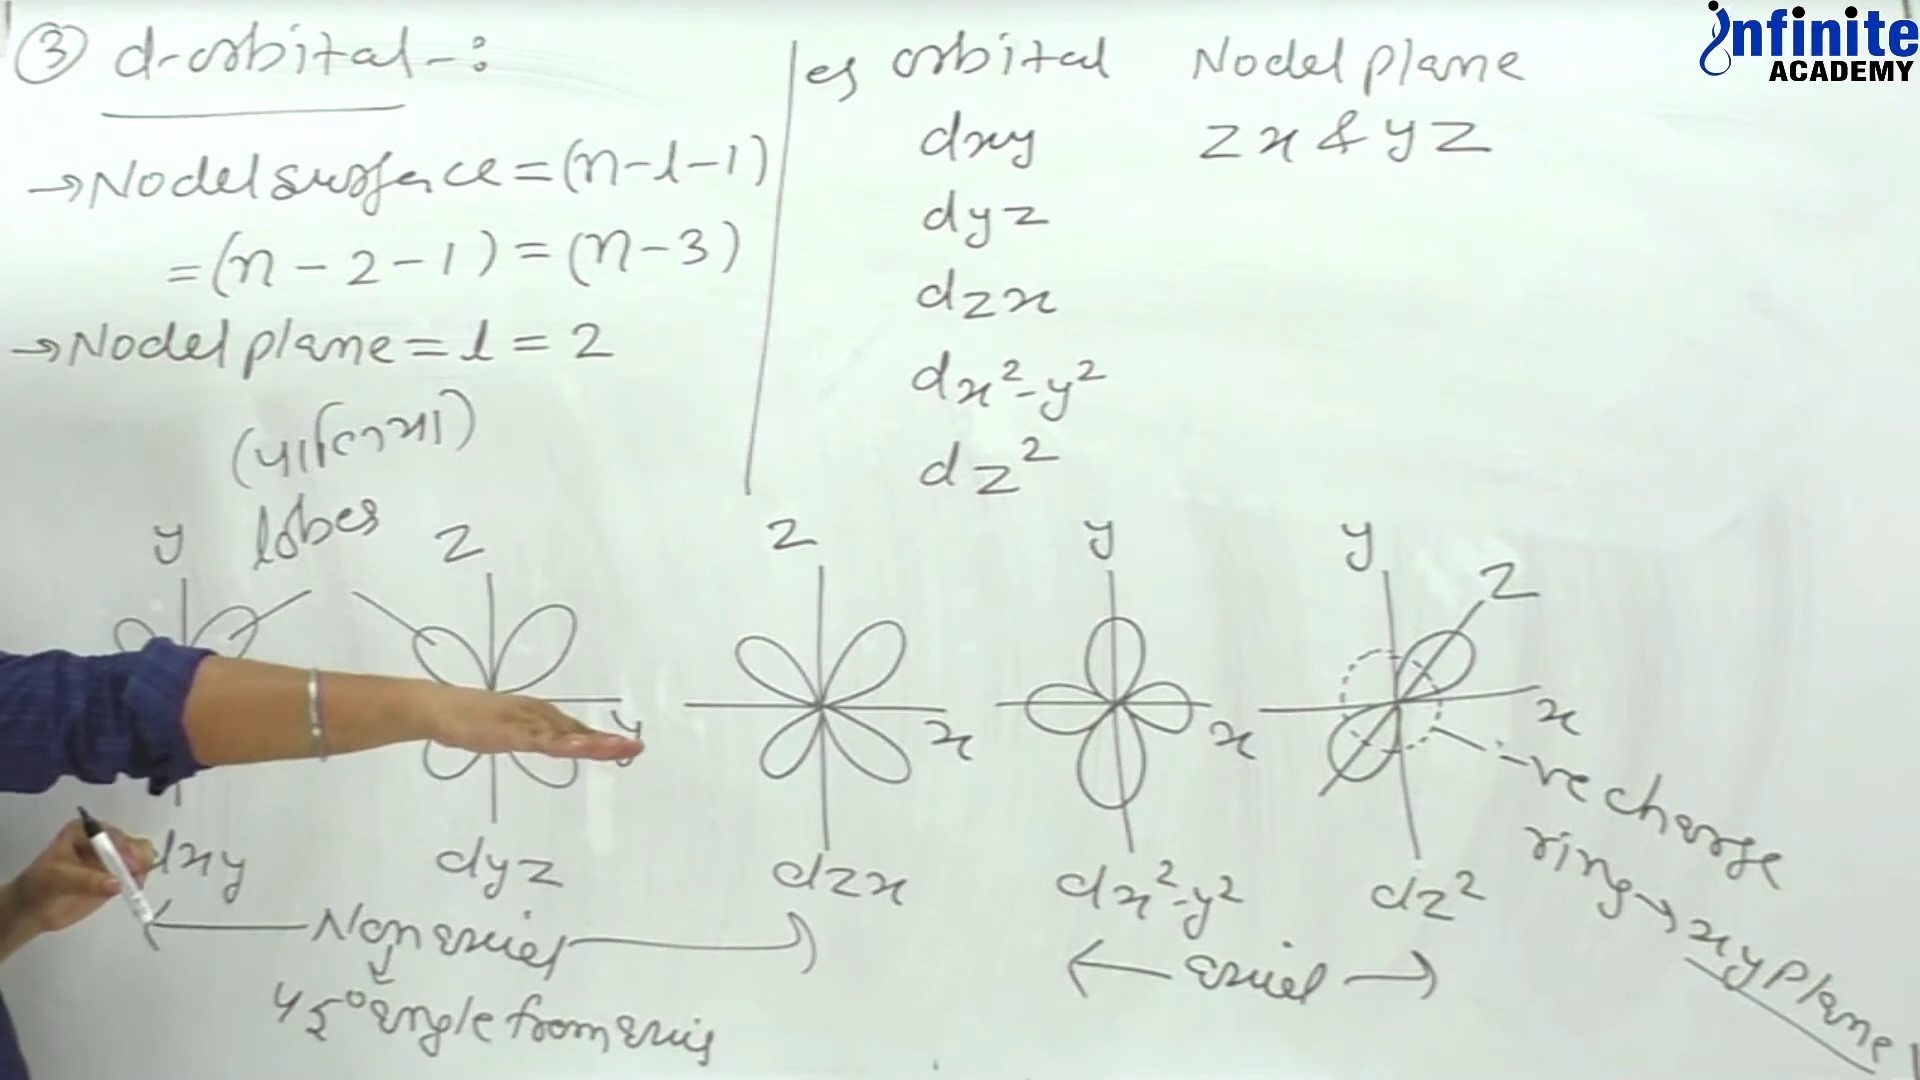 ③ d-orbital-:
→ Nodel surface = (n-l-1)
= (n-2-1) = (n-3)
→ Nodel plane = l = 2
lobes
eg orbital Nodel plane
dxy zx & yz
dyz
dzx
dx²-y²
dz²
y z z y y z
y x x x
dxy dyz dzx dx²-y² dz²
Non axial
45° angle from axis
axial
-ve charge
ring → xy plane
infinite
ACADEMY